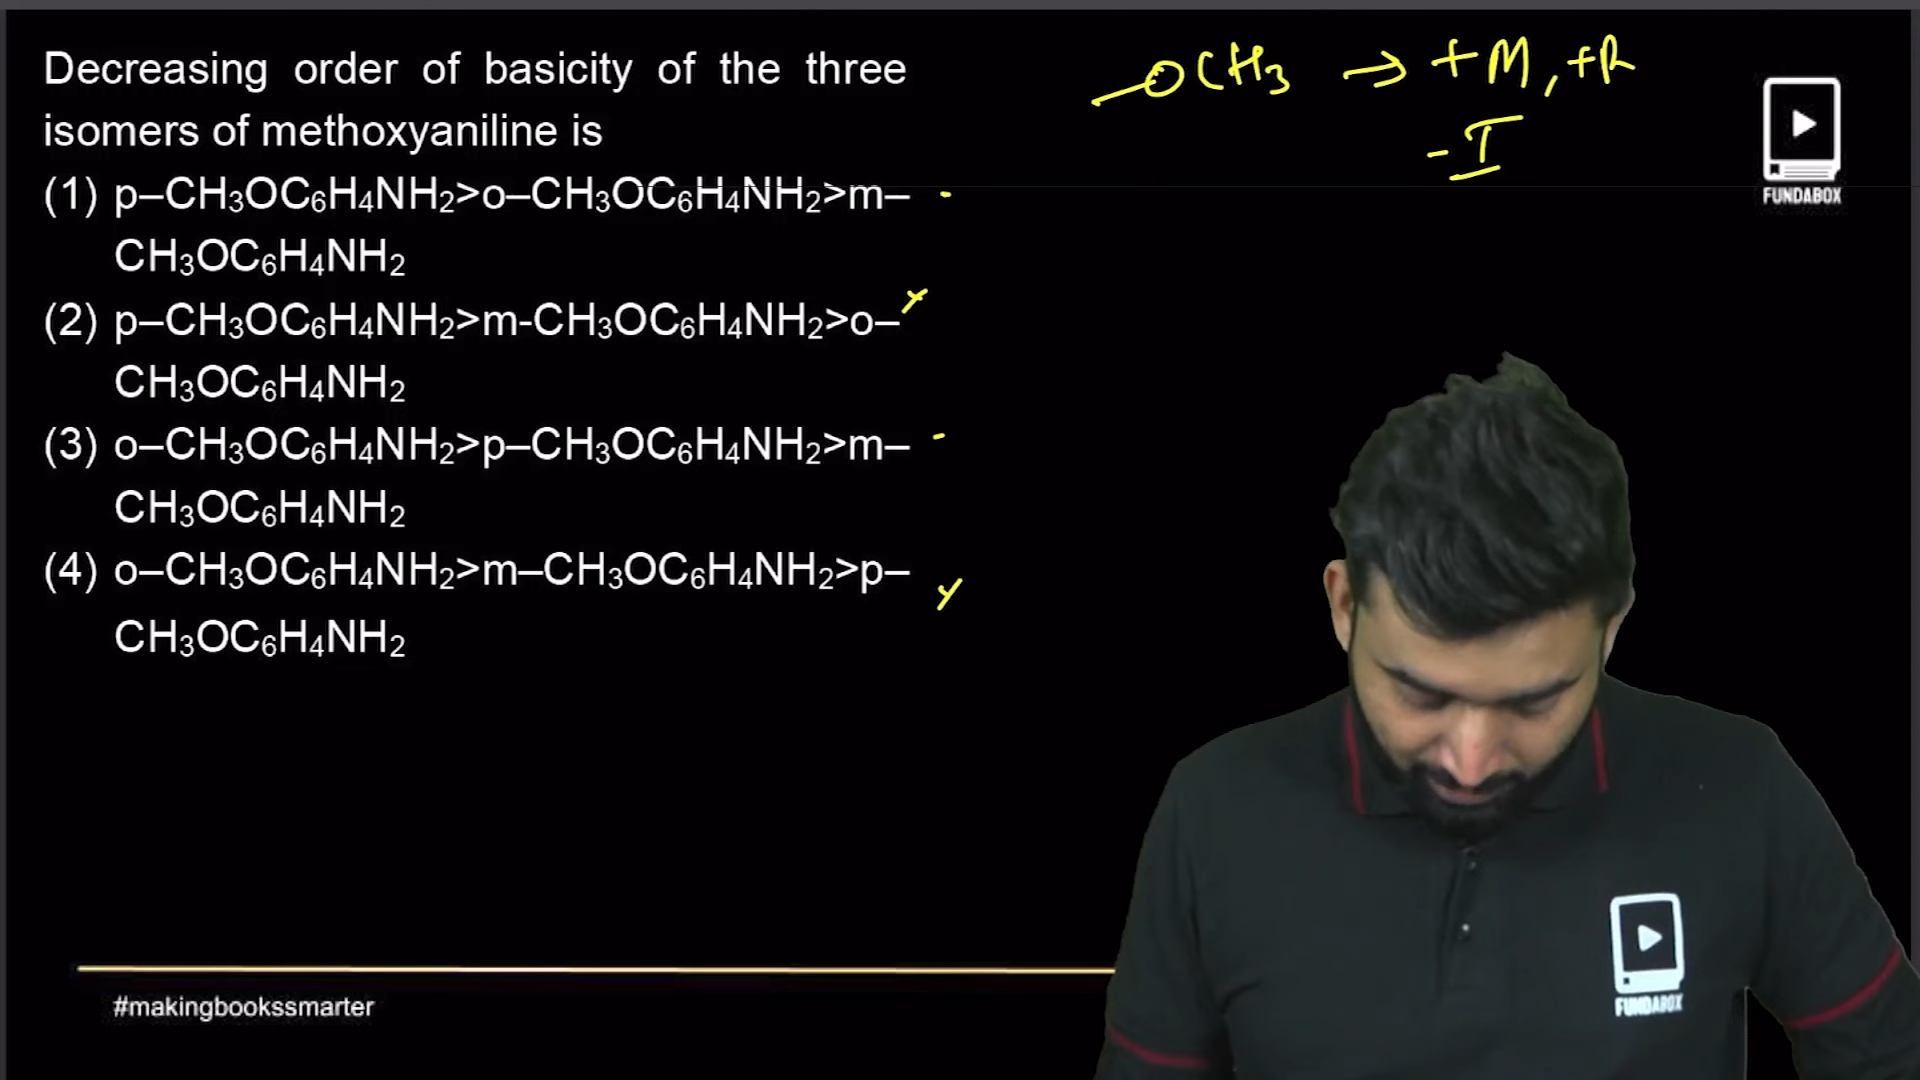 Decreasing order of basicity of the three
isomers of methoxyaniline is
(1) p–CH₃OC₆H₄NH₂>o–CH₃OC₆H₄NH₂>m–
CH₃OC₆H₄NH₂
(2) p–CH₃OC₆H₄NH₂>m-CH₃OC₆H₄NH₂>o–
CH₃OC₆H₄NH₂
(3) o–CH₃OC₆H₄NH₂>p–CH₃OC₆H₄NH₂>m–
CH₃OC₆H₄NH₂
(4) o–CH₃OC₆H₄NH₂>m–CH₃OC₆H₄NH₂>p–
CH₃OC₆H₄NH₂
–OCH₃ → +M, +R
-I
FUNDABOX
FUNDABOX
#makingbookssmarter